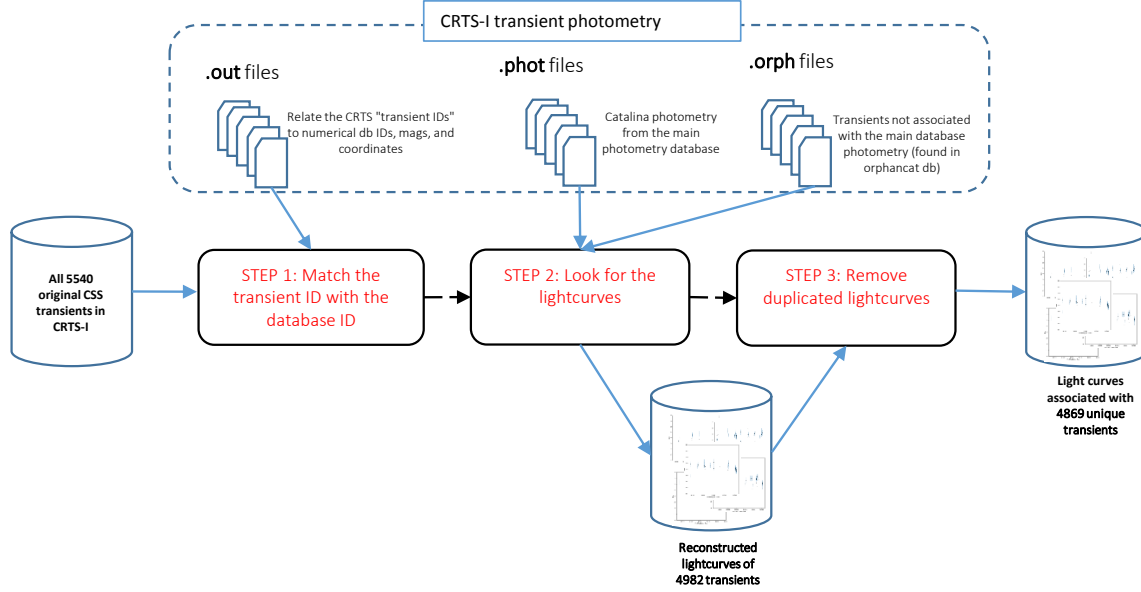 CRTS-I transient photometry
.out files
.phot files
.orph files
Relate the CRTS "transient IDs"
to numerical db IDs, mags, and
coordinates
Catalina photometry
from the main
photometry database
Transients not associated
with the main database
photometry (found in
orphancat db)
All 5540
original CSS
transients in
CRTS-I
STEP 1: Match the
transient ID with the
database ID
STEP 2: Look for the
lightcurves
STEP 3: Remove
duplicated lightcurves
Light curves
associated with
4869 unique
transients
Reconstructed
lightcurves of
4982 transients